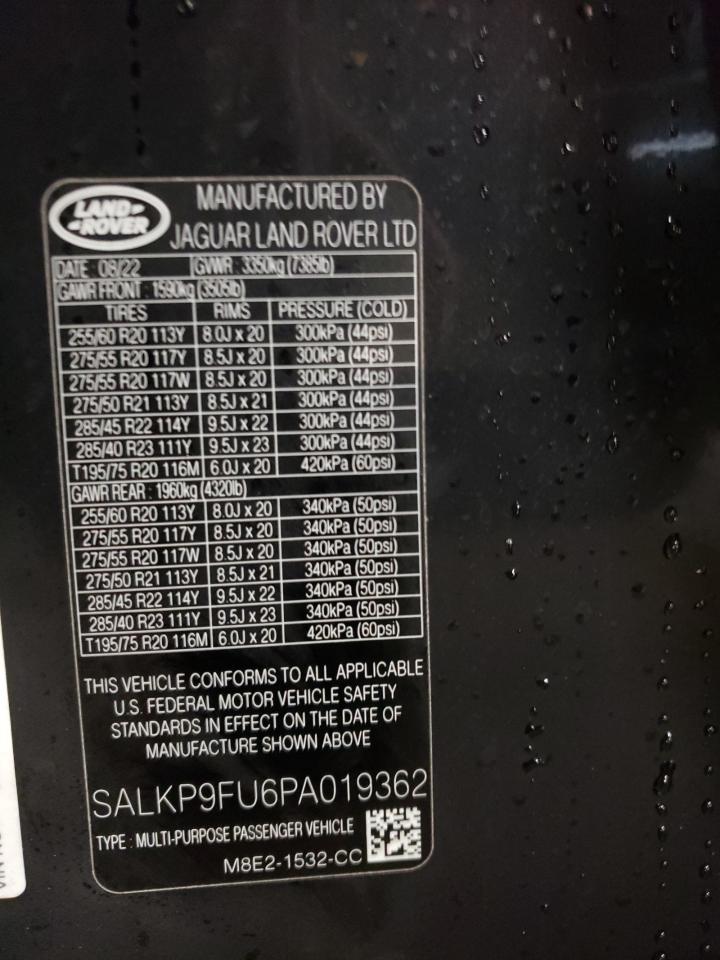 LAND-
-ROVER
MANUFACTURED BY
JAGUAR LAND ROVER LTD
DATE : 08/22 GVWR : 3350kg (7385lb)
GAWR FRONT : 1590kg (3505lb)
TIRES RIMS PRESSURE (COLD)
255/60 R20 113Y 8.0J x 20 300kPa (44psi)
275/55 R20 117Y 8.5J x 20 300kPa (44psi)
275/55 R20 117W 8.5J x 20 300kPa (44psi)
275/50 R21 113Y 8.5J x 21 300kPa (44psi)
285/45 R22 114Y 9.5J x 22 300kPa (44psi)
285/40 R23 111Y 9.5J x 23 300kPa (44psi)
T195/75 R20 116M 6.0J x 20 420kPa (60psi)
GAWR REAR : 1960kg (4320lb)
255/60 R20 113Y 8.0J x 20 340kPa (50psi)
275/55 R20 117Y 8.5J x 20 340kPa (50psi)
275/55 R20 117W 8.5J x 20 340kPa (50psi)
275/50 R21 113Y 8.5J x 21 340kPa (50psi)
285/45 R22 114Y 9.5J x 22 340kPa (50psi)
285/40 R23 111Y 9.5J x 23 340kPa (50psi)
T195/75 R20 116M 6.0J x 20 420kPa (60psi)
THIS VEHICLE CONFORMS TO ALL APPLICABLE
U.S. FEDERAL MOTOR VEHICLE SAFETY
STANDARDS IN EFFECT ON THE DATE OF
MANUFACTURE SHOWN ABOVE
SALKP9FU6PA019362
TYPE : MULTI-PURPOSE PASSENGER VEHICLE
M8E2-1532-CC